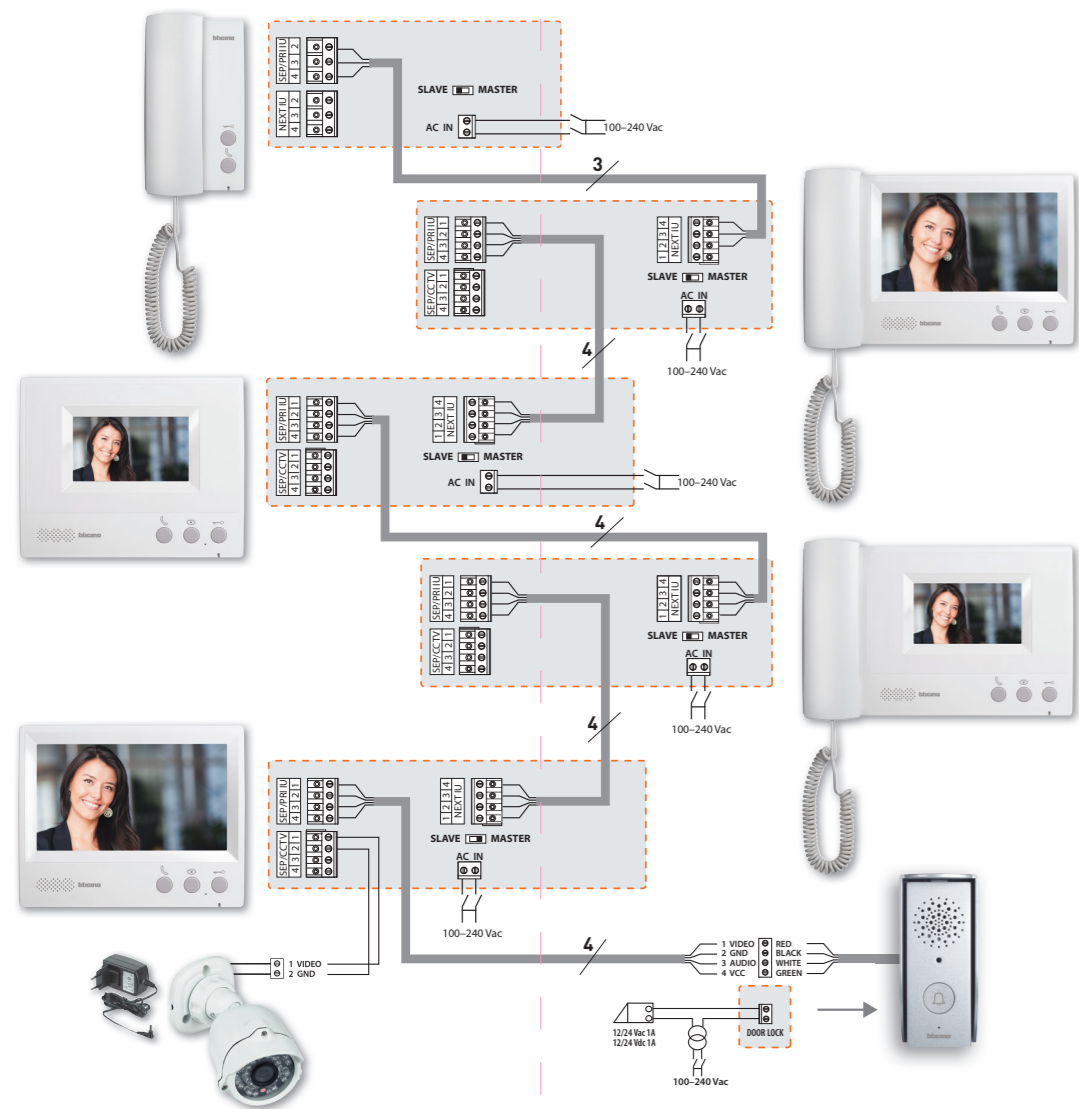 bticino
SEP/PRI IU
4 3 2
NEXT IU
4 3 2
SLAVE MASTER
AC IN
100–240 Vac
3
SEP/PRI IU
4 3 2 1
SEP/CCTV
4 3 2 1
1 2 3 4
NEXT IU
SLAVE MASTER
AC IN
100–240 Vac
bticino
4
SEP/PRI IU
4 3 2 1
SEP/CCTV
4 3 2 1
1 2 3 4
NEXT IU
SLAVE MASTER
AC IN
100–240 Vac
bticino
4
SEP/PRI IU
4 3 2 1
SEP/CCTV
4 3 2 1
1 2 3 4
NEXT IU
SLAVE MASTER
AC IN
100–240 Vac
bticino
4
SEP/PRI IU
4 3 2 1
SEP/CCTV
4 3 2 1
1 2 3 4
NEXT IU
SLAVE MASTER
AC IN
100–240 Vac
bticino
4
1 VIDEO RED
2 GND BLACK
3 AUDIO WHITE
4 VCC GREEN
1 VIDEO
2 GND
12/24 Vac 1A
12/24 Vdc 1A
DOOR LOCK
100–240 Vac
bticino